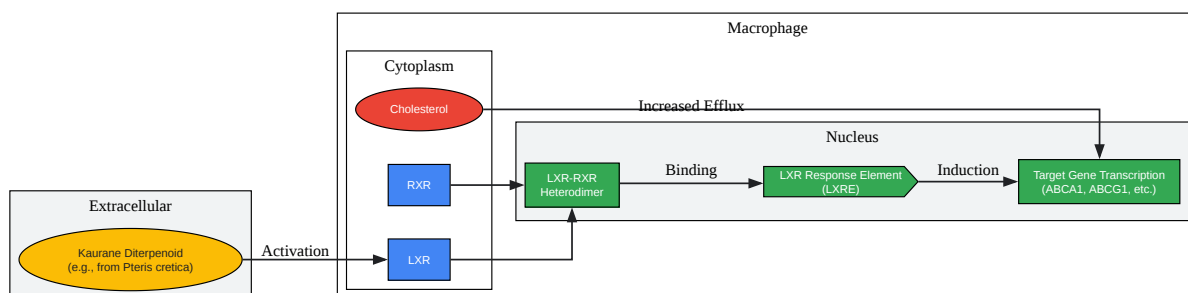 Macrophage
Cytoplasm
Cholesterol
Increased Efflux
Nucleus
RXR
LXR-RXR
Heterodimer
Binding
LXR Response Element
(LXRE)
Induction
Target Gene Transcription
(ABCA1, ABCG1, etc.)
Extracellular
Kaurane Diterpenoid
(e.g., from Pteris cretica)
Activation
LXR